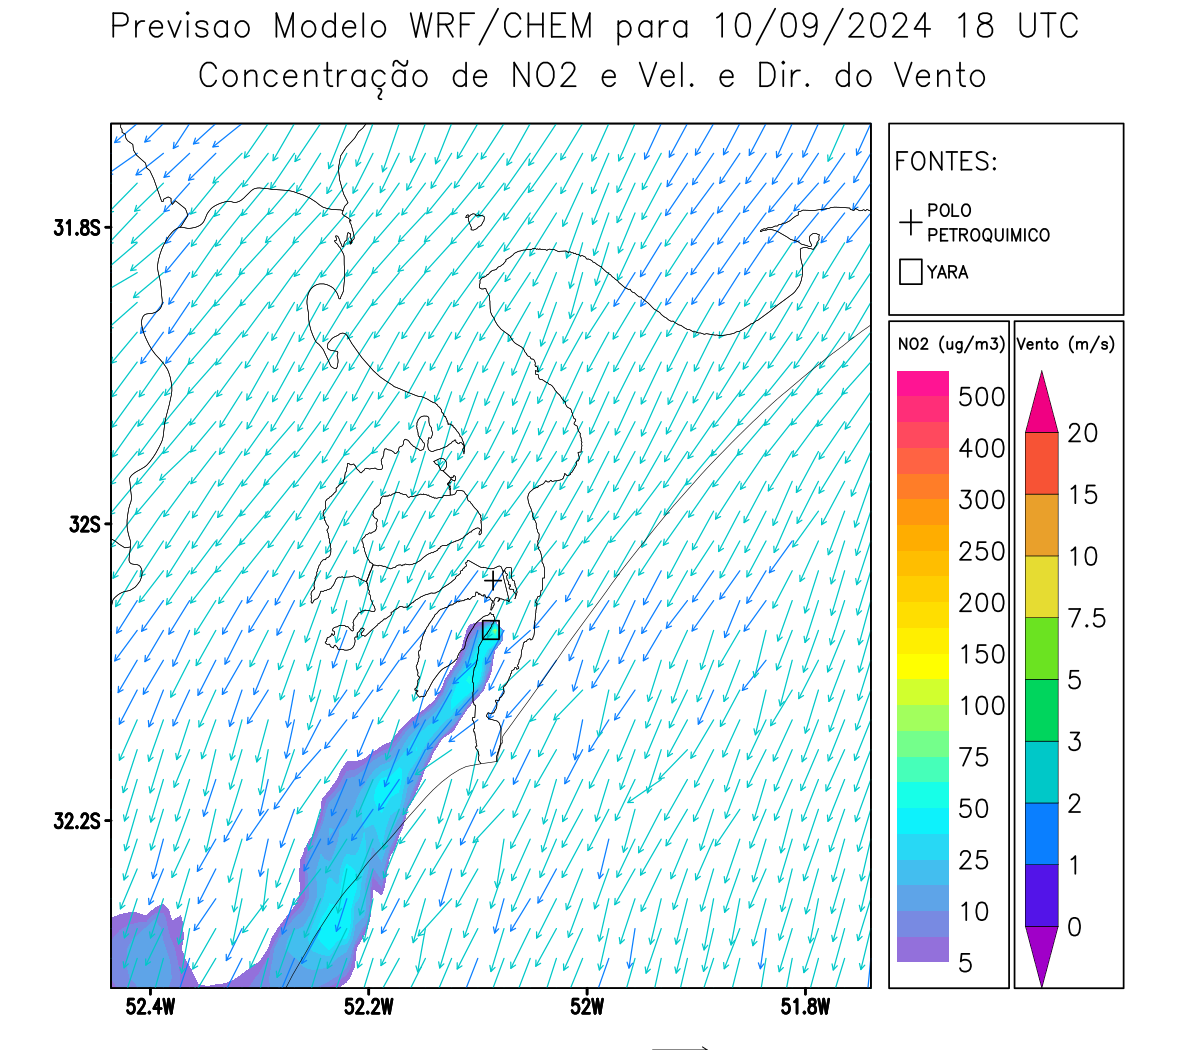 Previsao Modelo WRF/CHEM para 10/09/2024 18 UTC
Concentração de NO2 e Vel. e Dir. do Vento
FONTES:
POLO
PETROQUIMICO
YARA
NO2 (ug/m3)
500
400
300
250
200
150
100
75
50
25
10
5
Vento (m/s)
20
15
10
7.5
5
3
2
1
0
31.8S
32S
32.2S
52.4W
52.2W
52W
51.8W